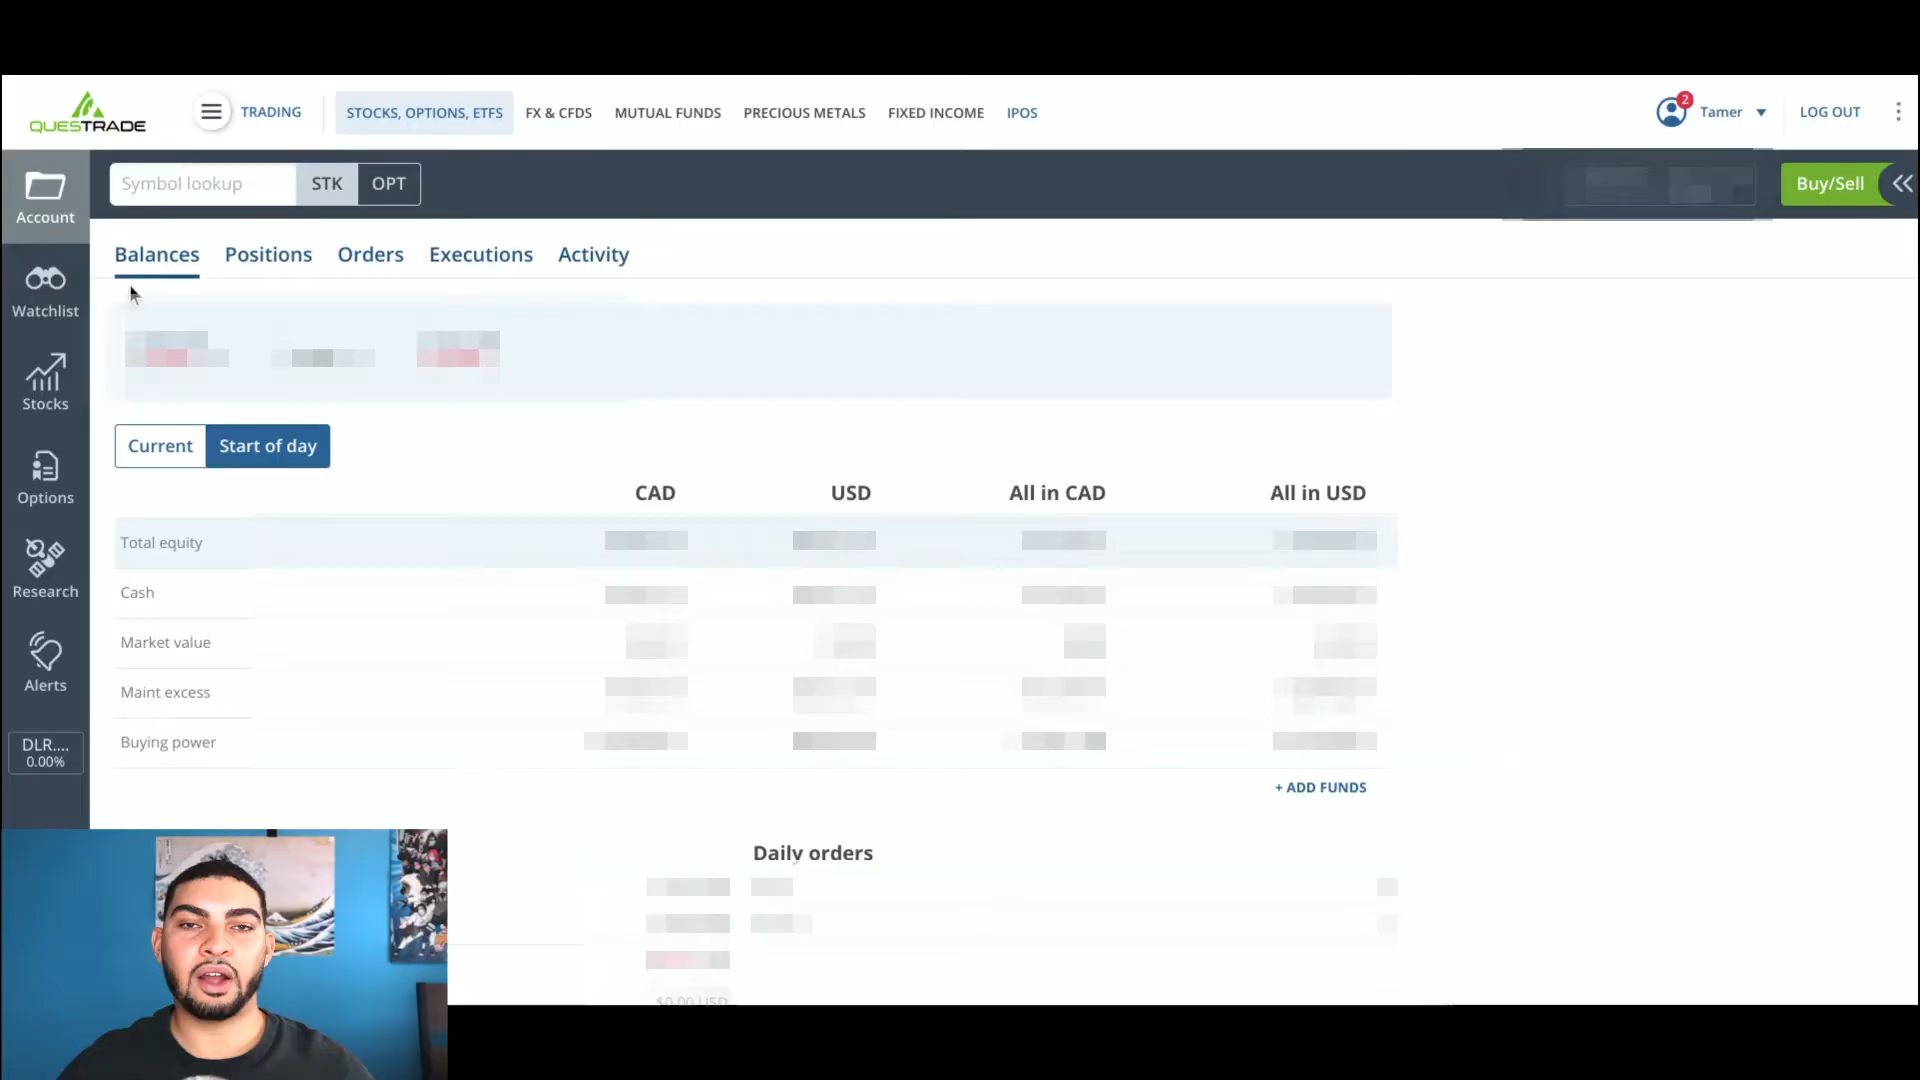 QUESTRADE
TRADING
STOCKS, OPTIONS, ETFS
FX & CFDS
MUTUAL FUNDS
PRECIOUS METALS
FIXED INCOME
IPOS
2
Tamer
LOG OUT
Account
Symbol lookup
STK
OPT
Buy/Sell
Balances
Positions
Orders
Executions
Activity
Watchlist
Stocks
Options
Research
Alerts
DLR....
0.00%
Current
Start of day
CAD
USD
All in CAD
All in USD
Total equity
Cash
Market value
Maint excess
Buying power
+ ADD FUNDS
Daily orders
$0.00 USD